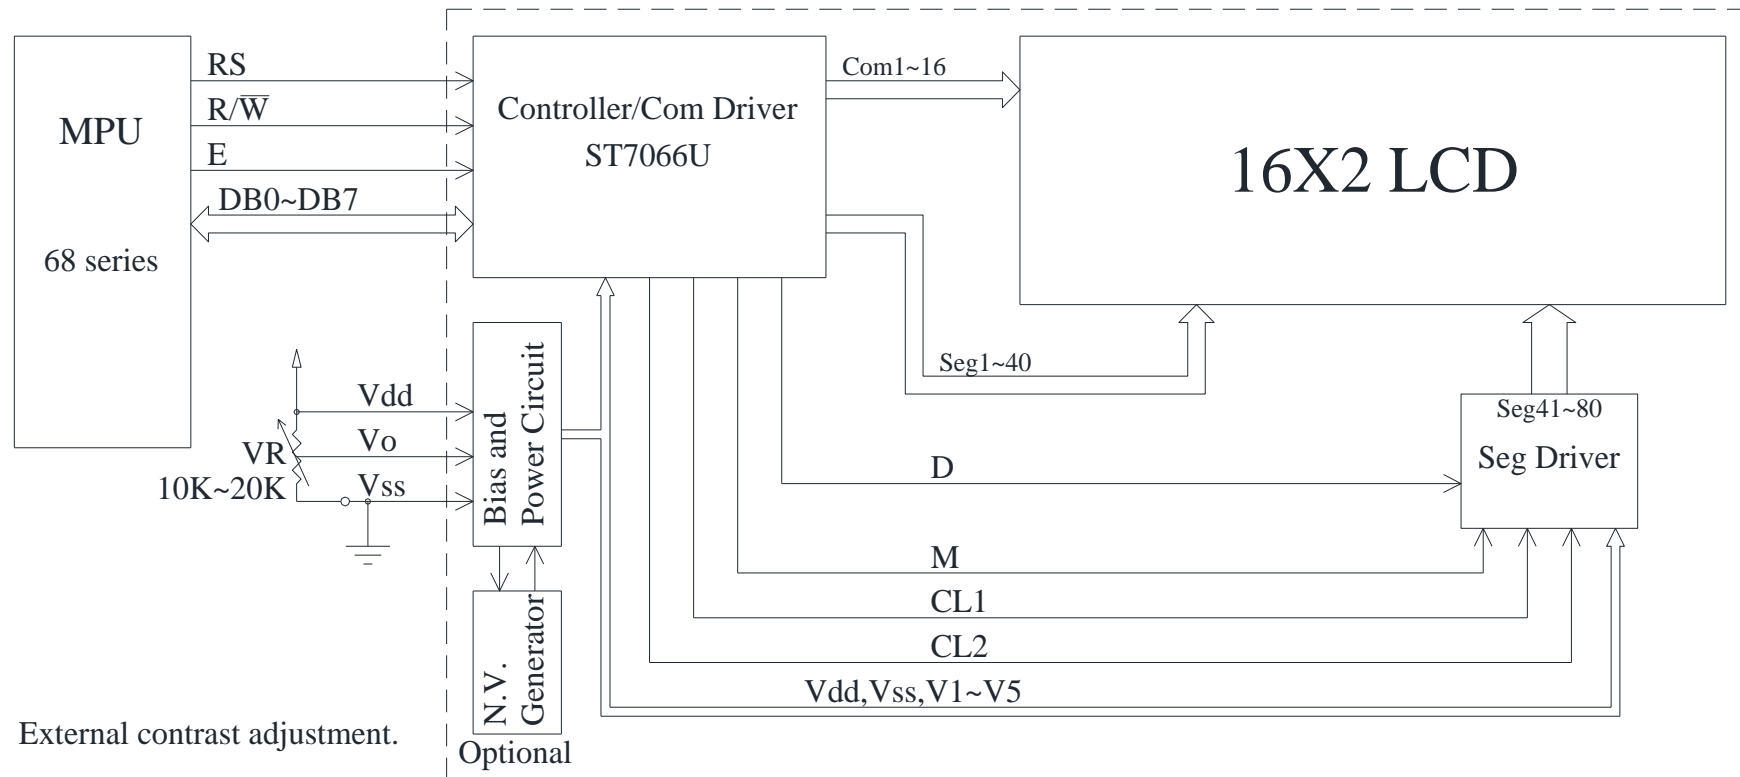 RS
R/W̅
E
DB0~DB7
MPU
68 series
Controller/Com Driver
ST7066U
Com1~16
16X2 LCD
Seg1~40
Seg41~80
Seg Driver
Vdd
Vo
Vss
VR
10K~20K
Bias and
Power Circuit
D
M
CL1
CL2
Vdd,Vss,V1~V5
N.V.
Generator
Optional
External contrast adjustment.